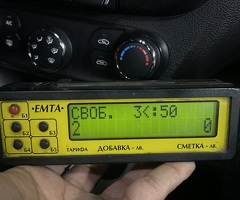 ·EMTA·
СВОБ. 3<:50
2 0
Б1
Б2 Б3
Б4 Б5
ТАРИФА ДОБАВКА - ЛВ. СМЕТКА - ЛВ.